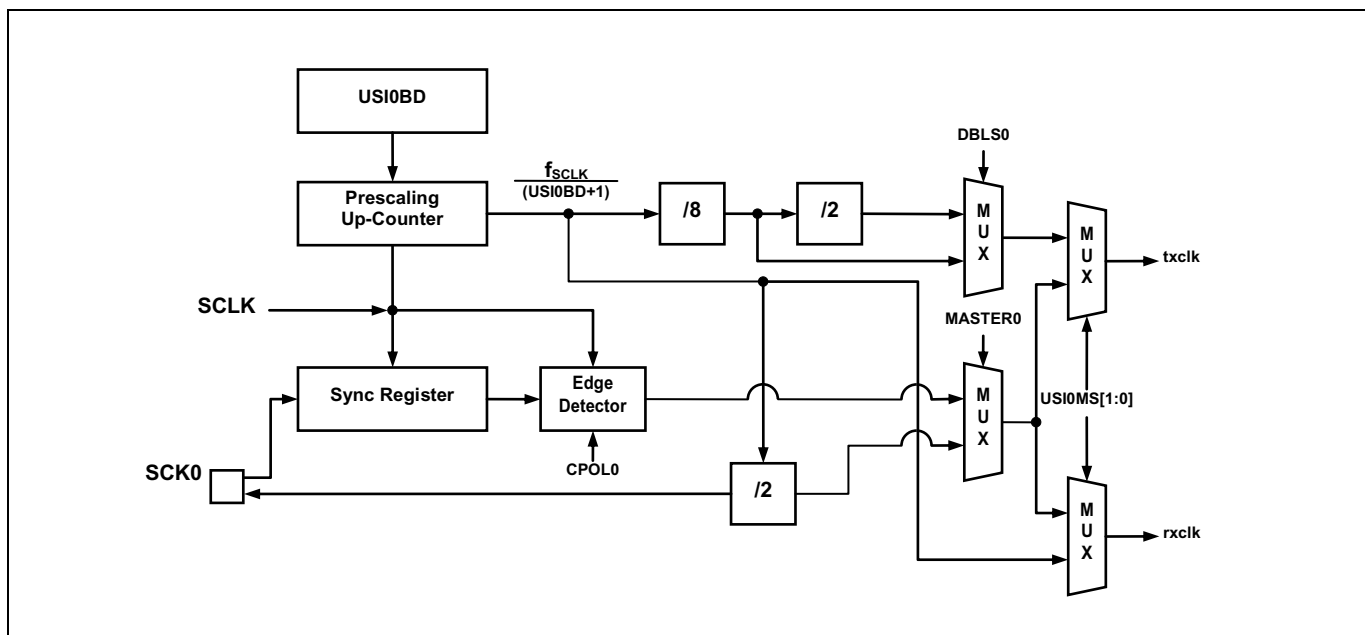 USI0BD
DBLS0
fSCLK
(USI0BD+1)
Prescaling
Up-Counter
/8
/2
M
U
X
M
U
X
txclk
SCLK
MASTER0
Sync Register
Edge
Detector
M
U
X
USI0MS[1:0]
CPOL0
SCK0
/2
M
U
X
rxclk